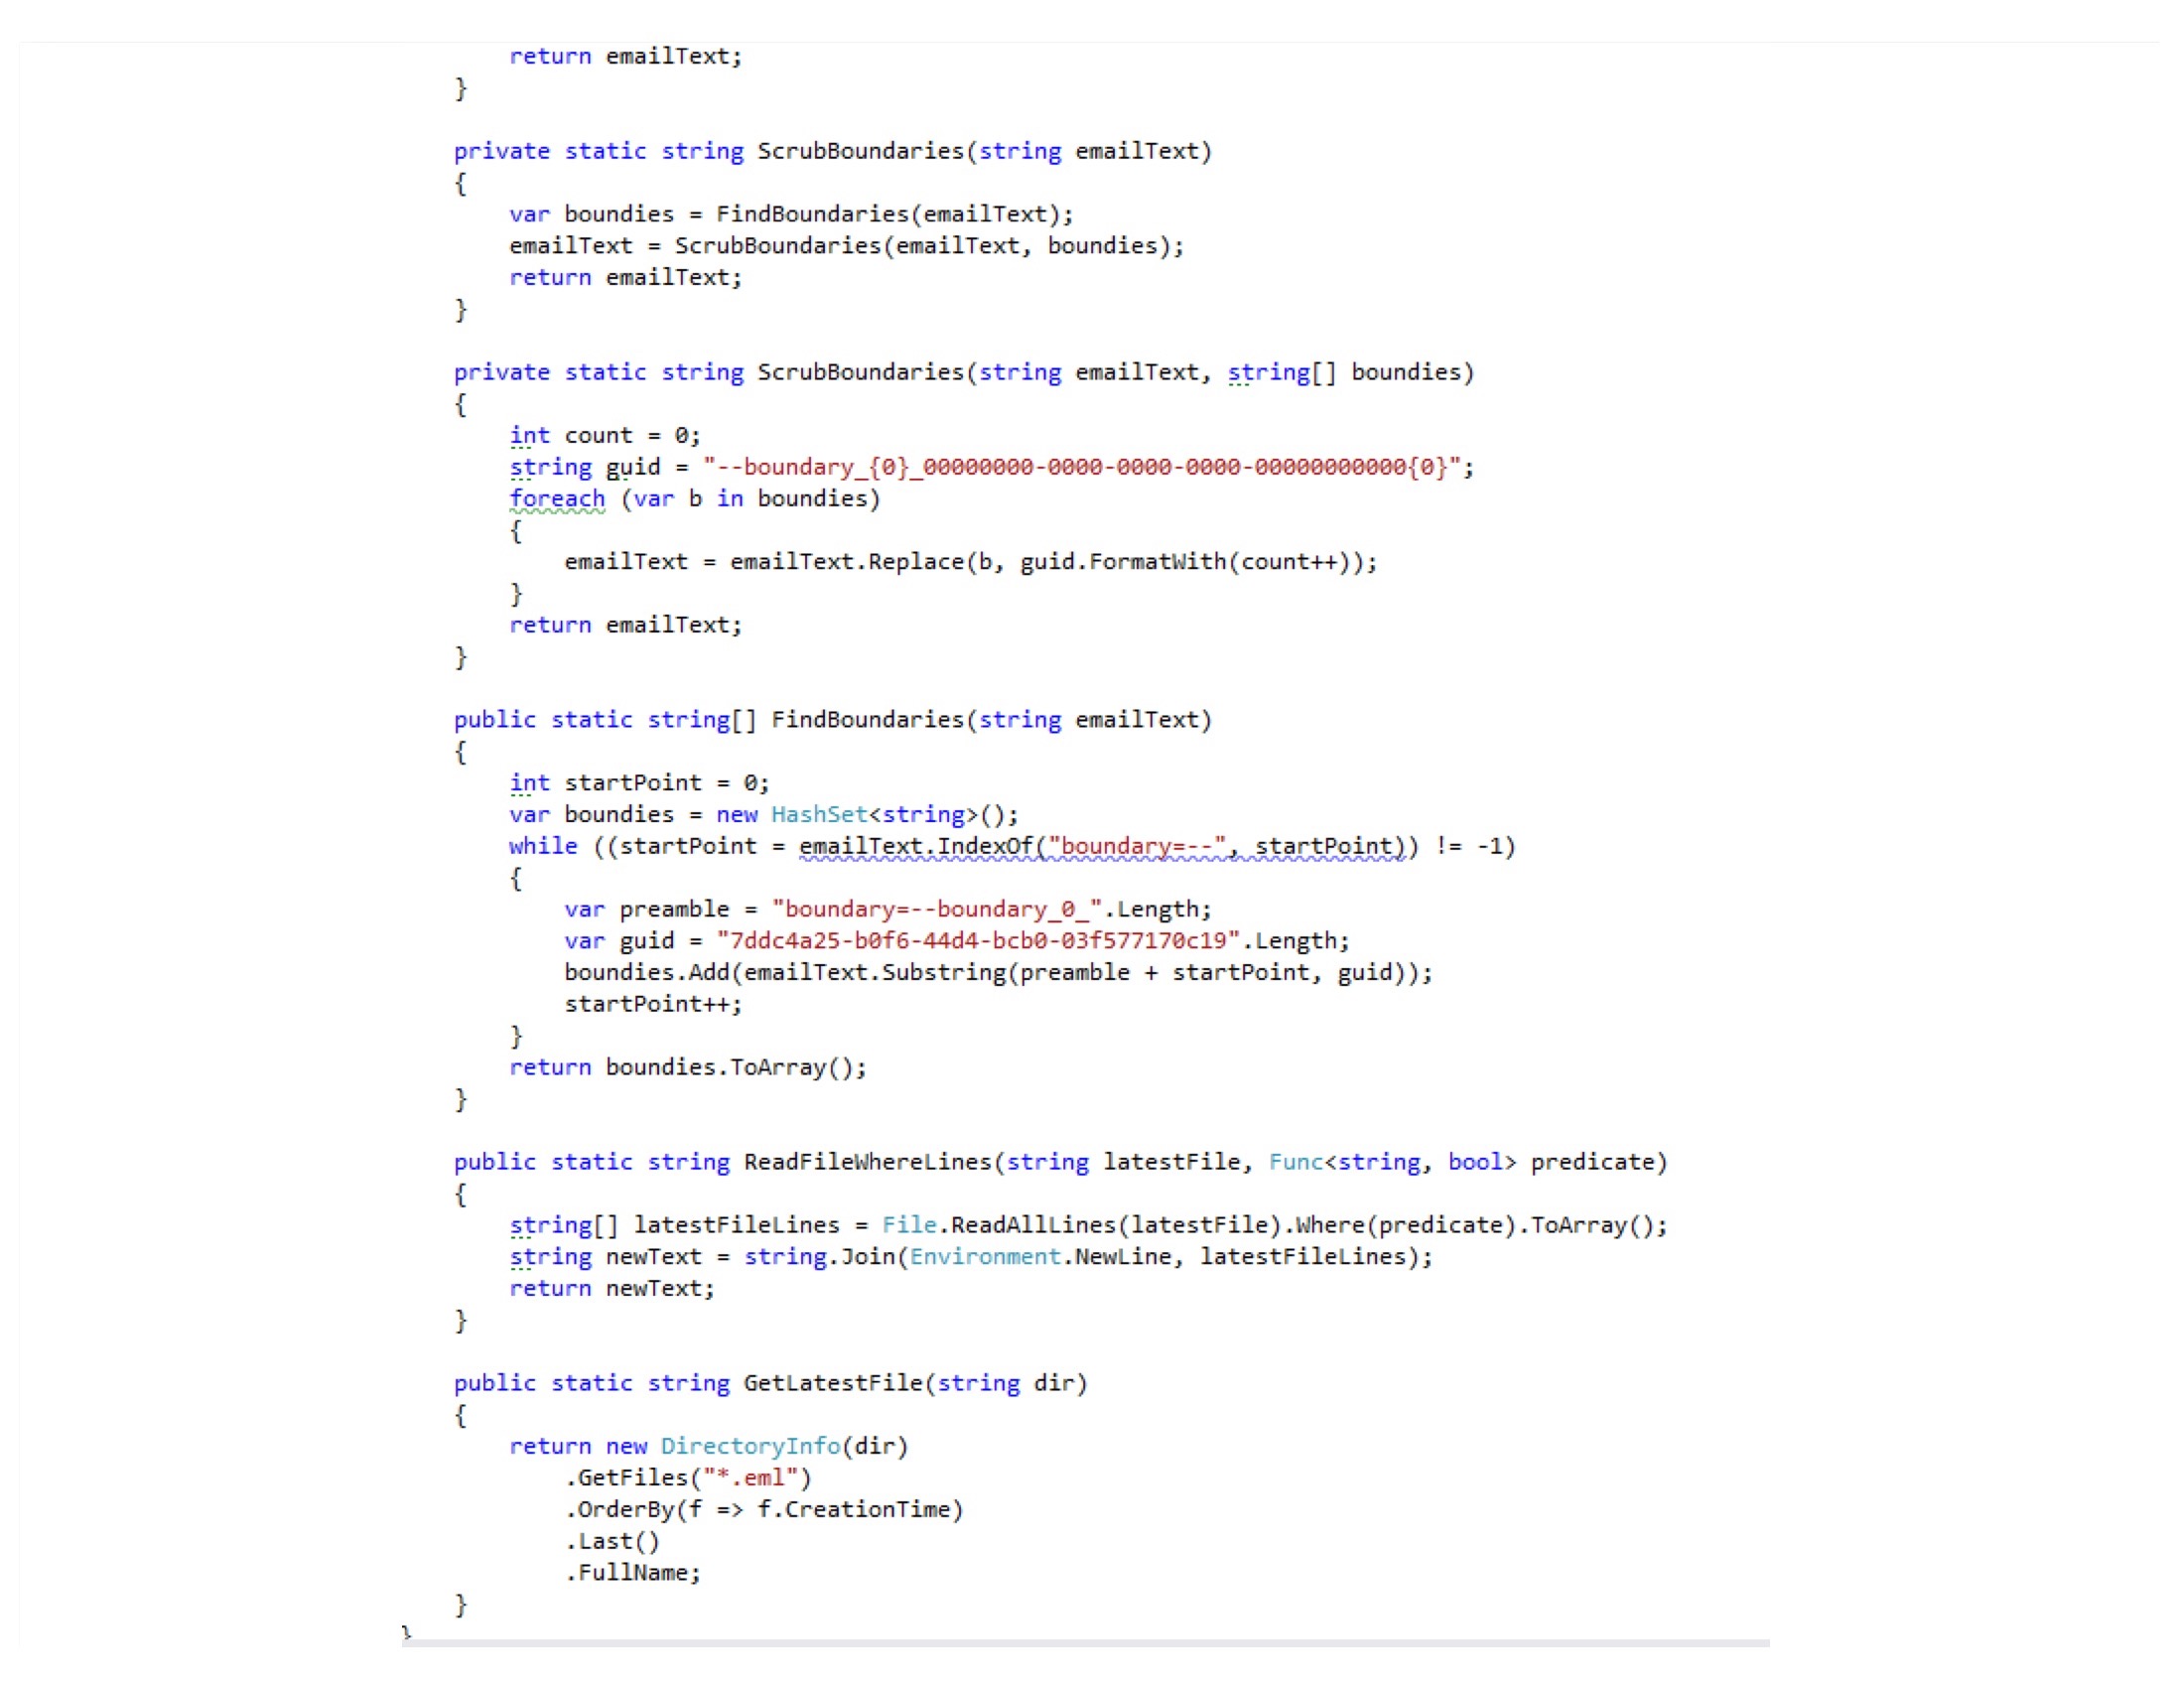 return emailText;
}
private static string ScrubBoundaries(string emailText)
{
var boundies = FindBoundaries(emailText);
emailText = ScrubBoundaries(emailText, boundies);
return emailText;
}
private static string ScrubBoundaries(string emailText, string[] boundies)
{
int count = 0;
string guid = "--boundary_{0}_00000000-0000-0000-0000-00000000000{0}";
foreach (var b in boundies)
{
emailText = emailText.Replace(b, guid.FormatWith(count++));
}
return emailText;
}
public static string[] FindBoundaries(string emailText)
{
int startPoint = 0;
var boundies = new HashSet<string>();
while ((startPoint = emailText.IndexOf("boundary=--", startPoint)) != -1)
{
var preamble = "boundary=--boundary_0_".Length;
var guid = "7ddc4a25-b0f6-44d4-bcb0-03f577170c19".Length;
boundies.Add(emailText.Substring(preamble + startPoint, guid));
startPoint++;
}
return boundies.ToArray();
}
public static string ReadFileWhereLines(string latestFile, Func<string, bool> predicate)
{
string[] latestFileLines = File.ReadAllLines(latestFile).Where(predicate).ToArray();
string newText = string.Join(Environment.NewLine, latestFileLines);
return newText;
}
public static string GetLatestFile(string dir)
{
return new DirectoryInfo(dir)
.GetFiles("*.eml")
.OrderBy(f => f.CreationTime)
.Last()
.FullName;
}
}